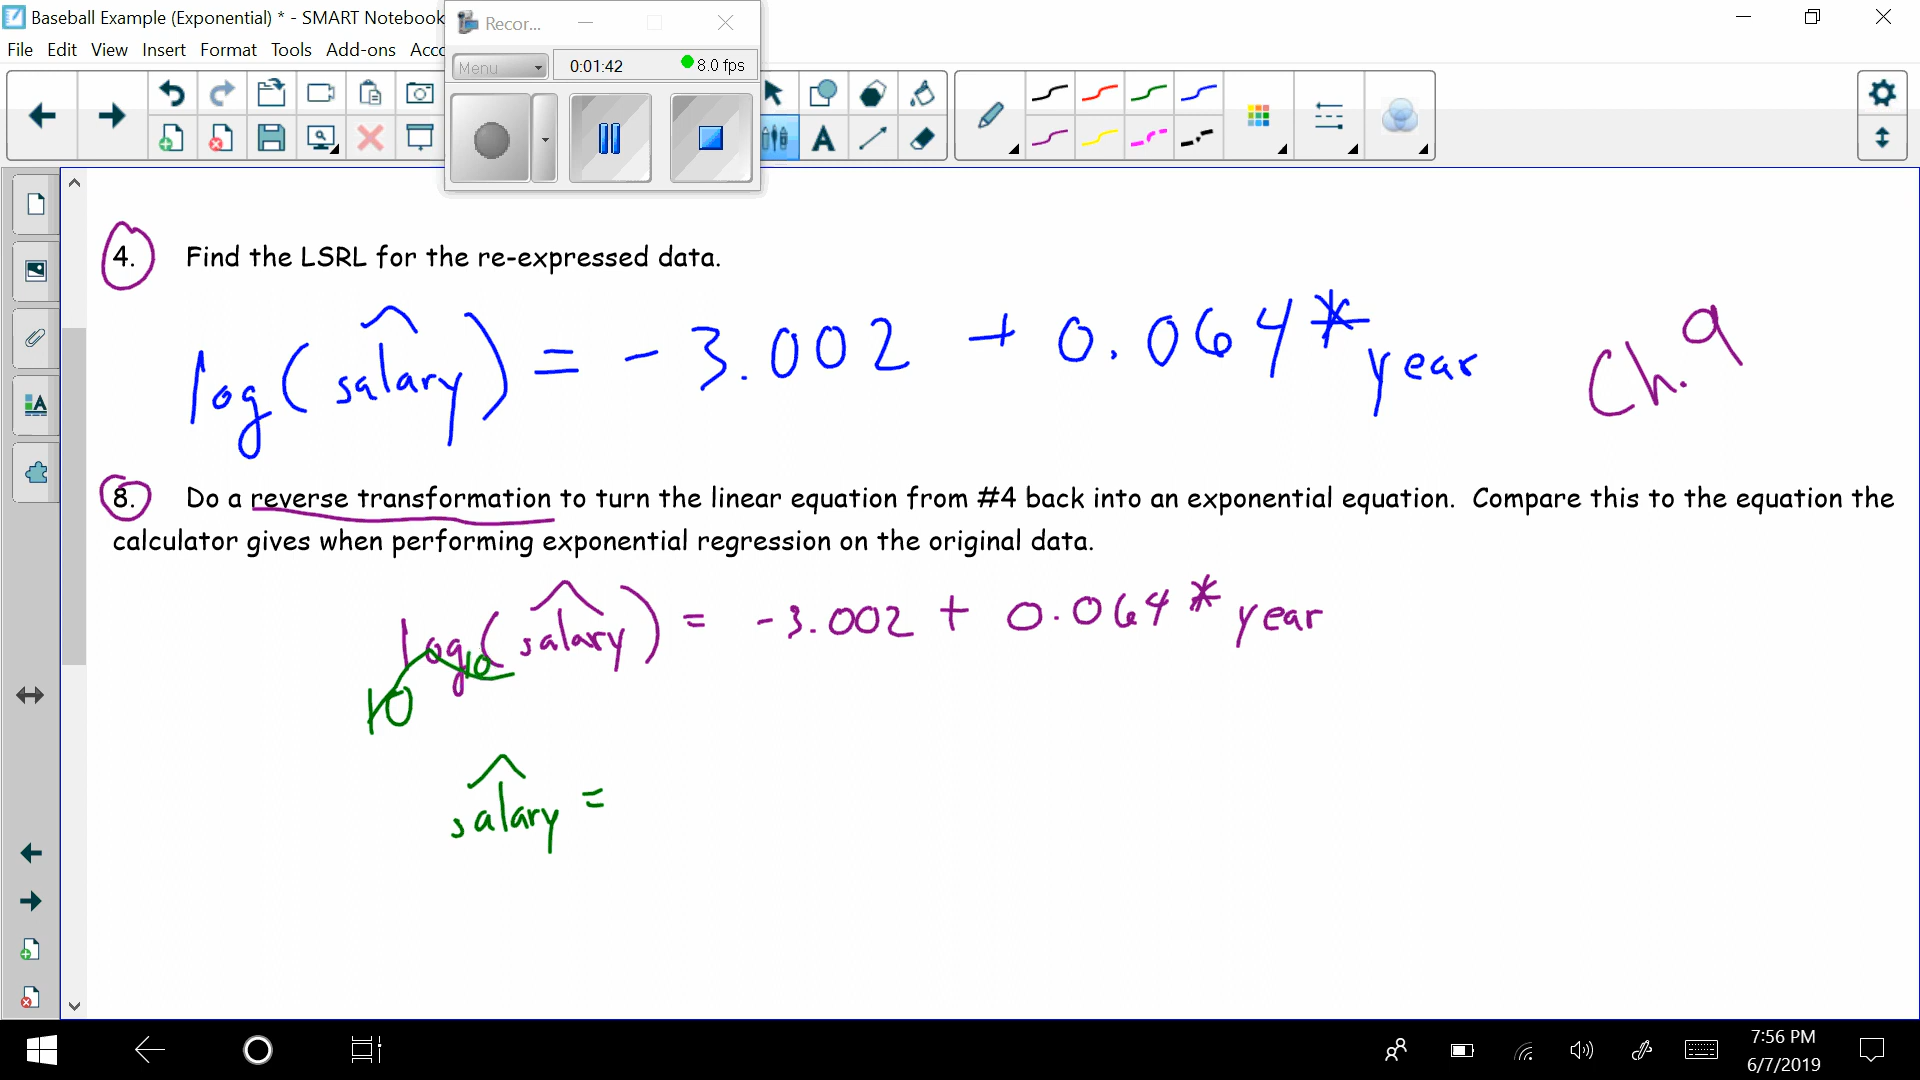 Baseball Example (Exponential) * - SMART Notebook
Recor...
File Edit View Insert Format Tools Add-ons Acco
Menu 0:01:42 8.0 fps
4. Find the LSRL for the re-expressed data.
log(salary) = -3.002 + 0.064 * year
Ch. 9
8. Do a reverse transformation to turn the linear equation from #4 back into an exponential equation. Compare this to the equation the
calculator gives when performing exponential regression on the original data.
log(salary) = -3.002 + 0.064 * year
10
10
salary =
7:56 PM
6/7/2019